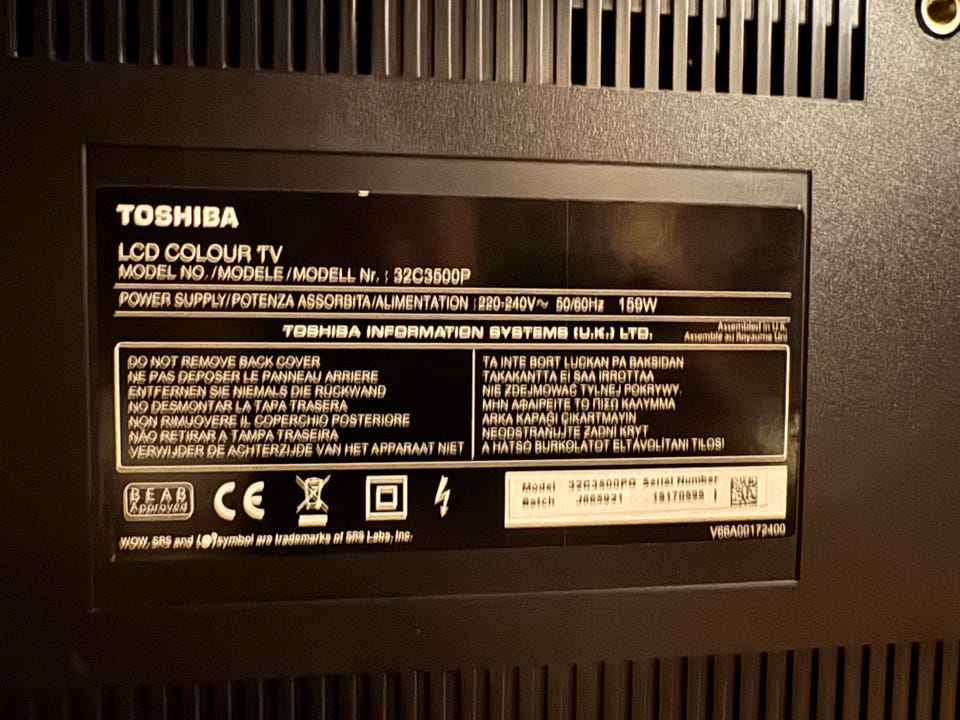 TOSHIBA
LCD COLOUR TV
MODEL NO. /MODELE /MODELL Nr. : 32C3500P
POWER SUPPLY/POTENZA ASSORBITA/ALIMENTATION : 220-240V~ 50/60Hz 159W
TOSHIBA INFORMATION SYSTEMS (U.K.) LTD.
Assembled in U.K.
Assemblé au Royaume Uni
DO NOT REMOVE BACK COVER
NE PAS DEPOSER LE PANNEAU ARRIERE
ENTFERNEN SIE NIEMALS DIE RÜCKWAND
NO DESMONTAR LA TAPA TRASERA
NON RIMUOVERE IL COPERCHIO POSTERIORE
NÃO RETIRAR A TAMPA TRASEIRA
VERWIJDER DE ACHTERZIJDE VAN HET APPARAAT NIET
TA INTE BORT LUCKAN PA BAKSIDAN
TAKAKANTTA EI SAA IRROTTAA
NIE ZDEJMOWAĆ TYLNEJ POKRYWY.
ΜΗΝ ΑΦΑΙΡΕΙΤΕ ΤΟ ΠΙΣΩ ΚΑΛΥΜΜΑ
ARKA KAPAĞI ÇIKARTMAYIN
NEODSTRANUJTE ZADNÍ KRYT
A HÁTSÓ BURKOLATOT ELTÁVOLÍTANI TILOS!
BEAB
Approved
CE
Model 32C3500PG Serial Number
Batch
V66A00172400
WOW, SRS and symbol are trademarks of SRS Labs, Inc.